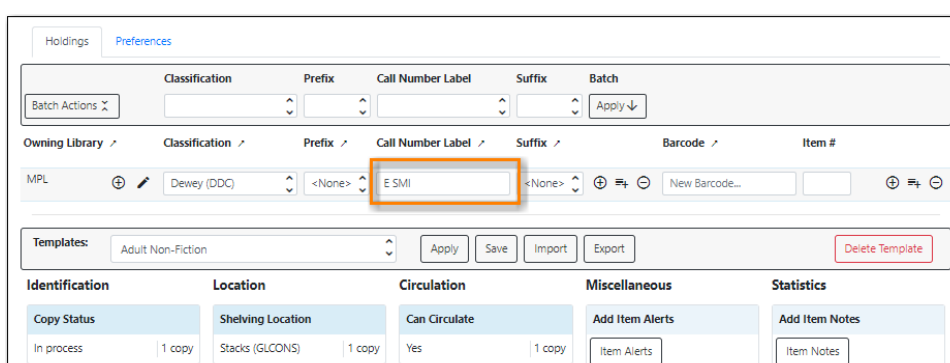 Holdings Preferences
Classification Prefix Call Number Label Suffix Batch
Batch Actions Apply
Owning Library Classification Prefix Call Number Label Suffix Barcode Item #
MPL Dewey (DDC) <None> E SMI <None> New Barcode...
Templates: Adult Non-Fiction Apply Save Import Export Delete Template
Identification Location Circulation Miscellaneous Statistics
Copy Status Shelving Location Can Circulate Add Item Alerts Add Item Notes
In process 1 copy Stacks (GLCONS) 1 copy Yes 1 copy Item Alerts Item Notes